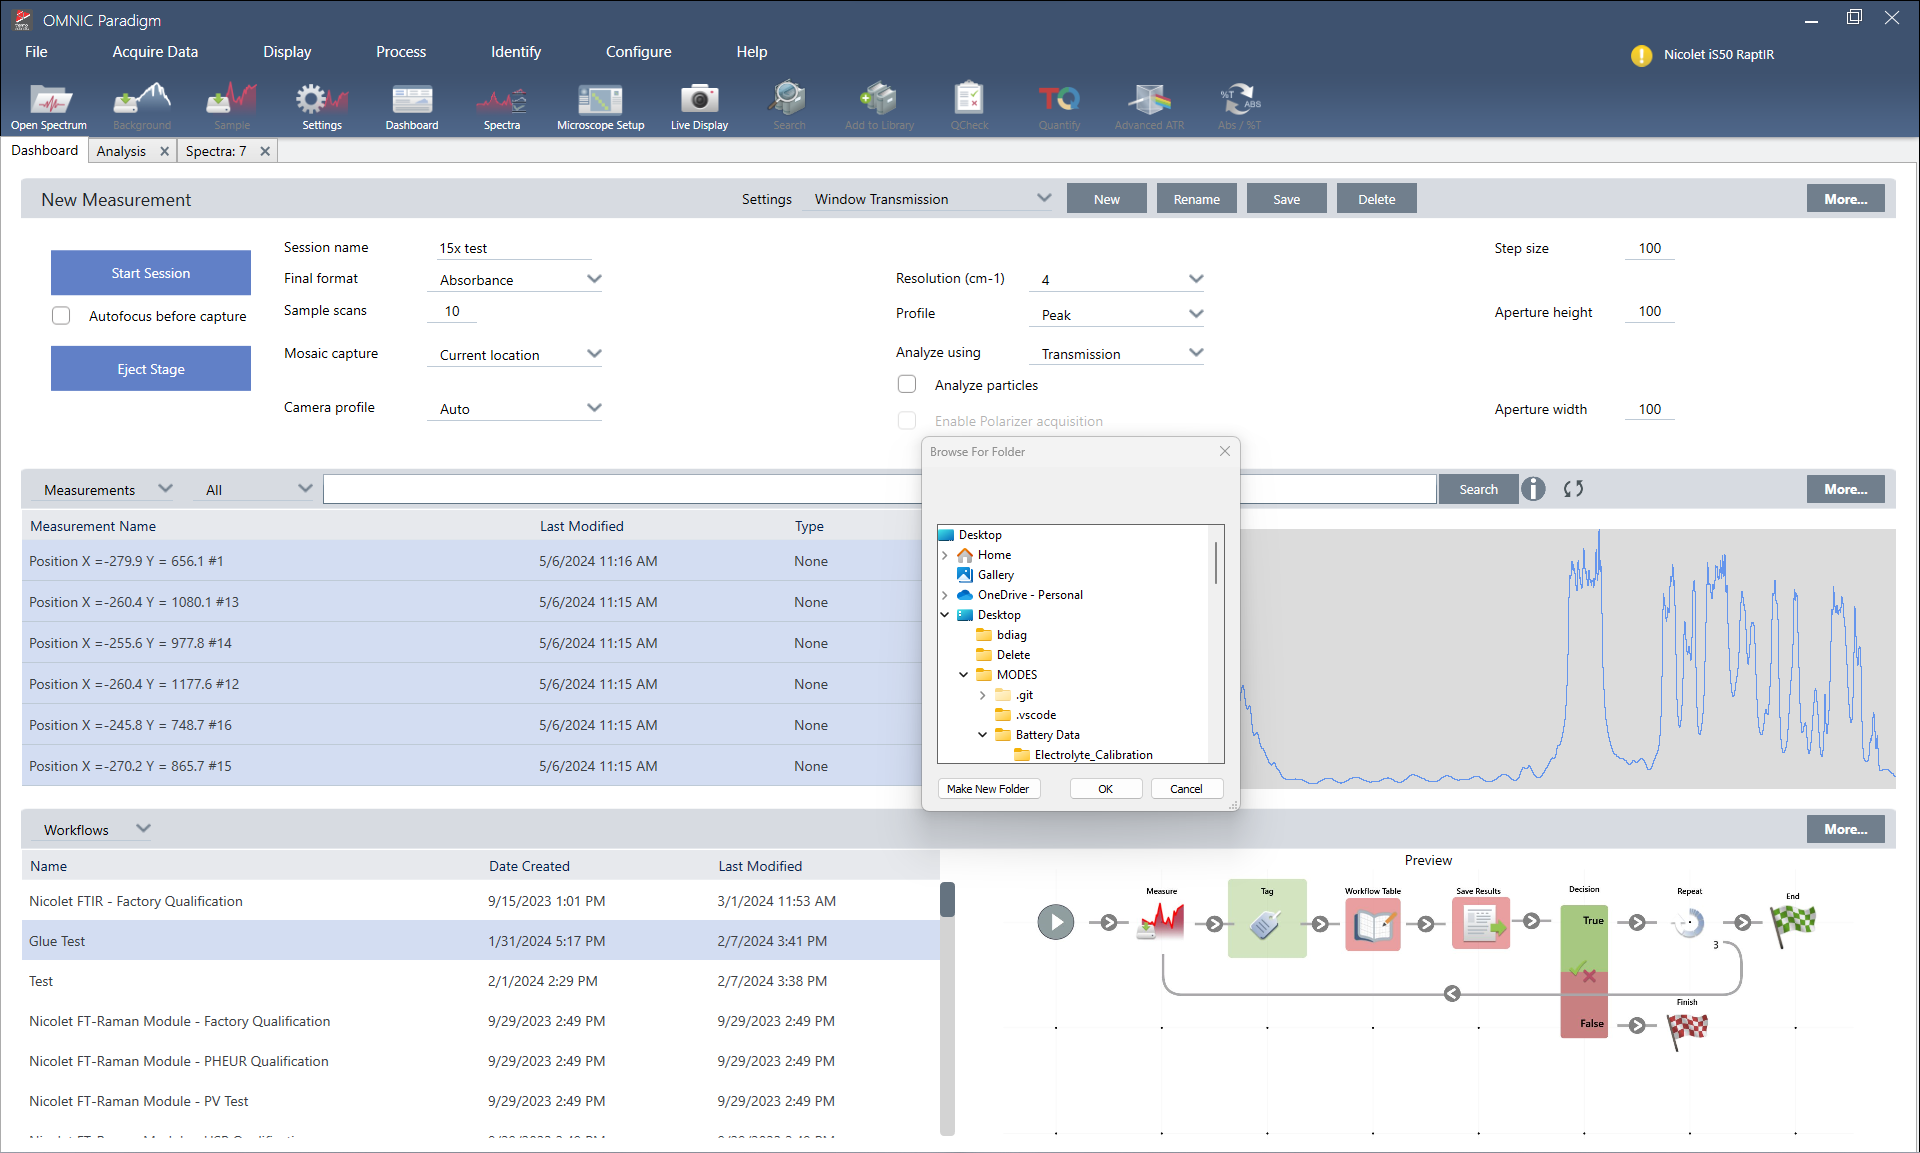 OMNIC Paradigm
File Acquire Data Display Process Identify Configure Help
Nicolet iS50 RaptIR
Open Spectrum Background Sample Settings Dashboard Spectra Microscope Setup Live Display Search Add to Library QCheck Quantify Advanced ATR Abs / %T
Dashboard Analysis Spectra: 7
New Measurement Settings Window Transmission New Rename Save Delete More...
Start Session
Autofocus before capture
Eject Stage
Session name 15x test
Final format Absorbance
Sample scans 10
Mosaic capture Current location
Camera profile Auto
Resolution (cm-1) 4
Profile Peak
Analyze using Transmission
Analyze particles
Enable Polarizer acquisition
Step size 100
Aperture height 100
Aperture width 100
Measurements All Search More...
Measurement Name Last Modified Type
Position X =-279.9 Y = 656.1 #1 5/6/2024 11:16 AM None
Position X =-260.4 Y = 1080.1 #13 5/6/2024 11:15 AM None
Position X =-255.6 Y = 977.8 #14 5/6/2024 11:15 AM None
Position X =-260.4 Y = 1177.6 #12 5/6/2024 11:15 AM None
Position X =-245.8 Y = 748.7 #16 5/6/2024 11:15 AM None
Position X =-270.2 Y = 865.7 #15 5/6/2024 11:15 AM None
Browse For Folder
Desktop
Home
Gallery
OneDrive - Personal
Desktop
bdiag
Delete
MODES
.git
.vscode
Battery Data
Electrolyte_Calibration
Make New Folder OK Cancel
Workflows More...
Name Date Created Last Modified
Nicolet FTIR - Factory Qualification 9/15/2023 1:01 PM 3/1/2024 11:53 AM
Glue Test 1/31/2024 5:17 PM 2/7/2024 3:41 PM
Test 2/1/2024 2:29 PM 2/7/2024 3:38 PM
Nicolet FT-Raman Module - Factory Qualification 9/29/2023 2:49 PM 9/29/2023 2:49 PM
Nicolet FT-Raman Module - PHEUR Qualification 9/29/2023 2:49 PM 9/29/2023 2:49 PM
Nicolet FT-Raman Module - PV Test 9/29/2023 2:49 PM 9/29/2023 2:49 PM
Preview
Measure Tag Workflow Table Save Results Decision Repeat End
True
3
Finish
False